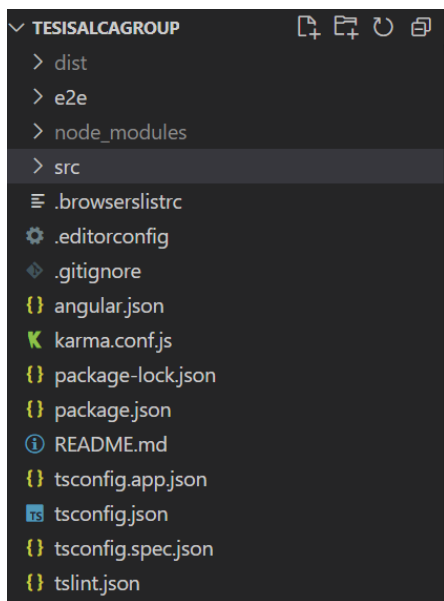 TESISALCAGROUP
dist
e2e
node_modules
src
.browserslistrc
.editorconfig
.gitignore
{} angular.json
karma.conf.js
{} package-lock.json
{} package.json
README.md
{} tsconfig.app.json
TS tsconfig.json
{} tsconfig.spec.json
{} tslint.json